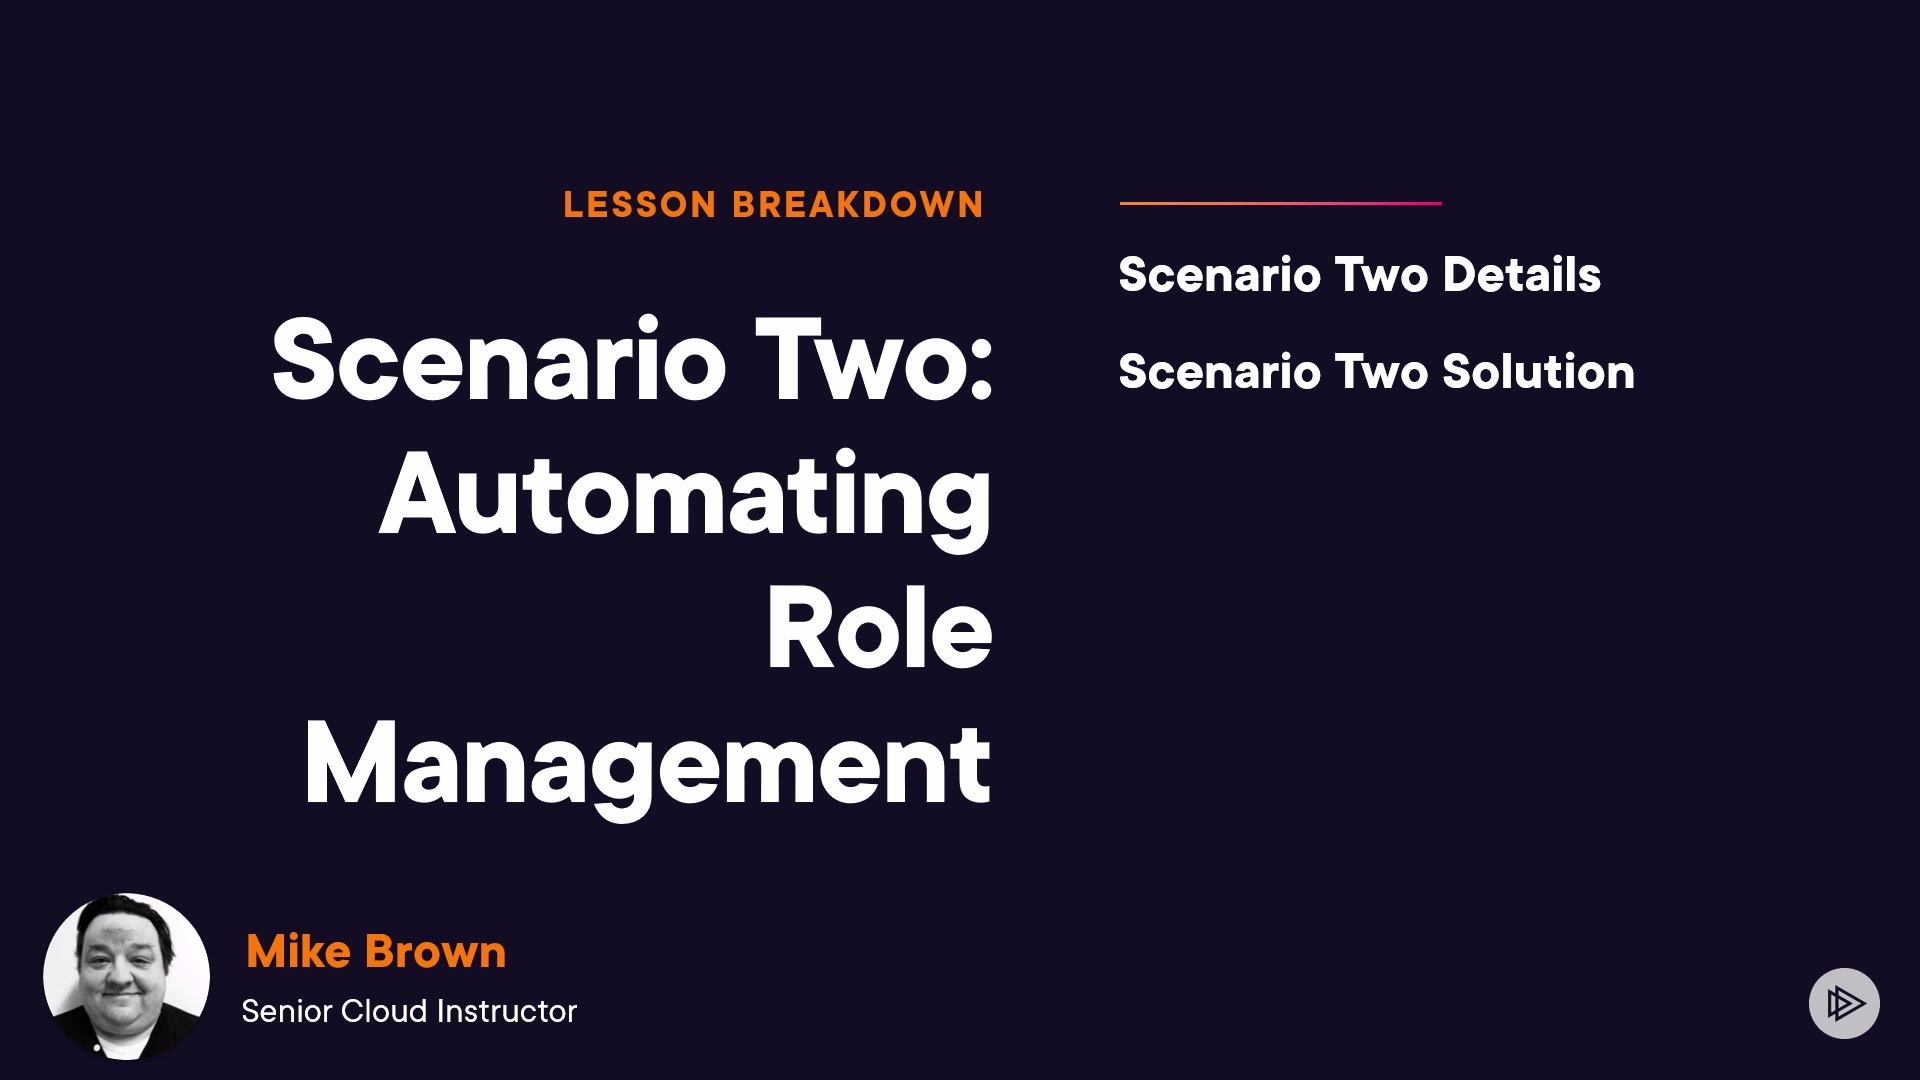 LESSON BREAKDOWN
Scenario Two:
Automating
Role
Management
Scenario Two Details
Scenario Two Solution
Mike Brown
Senior Cloud Instructor